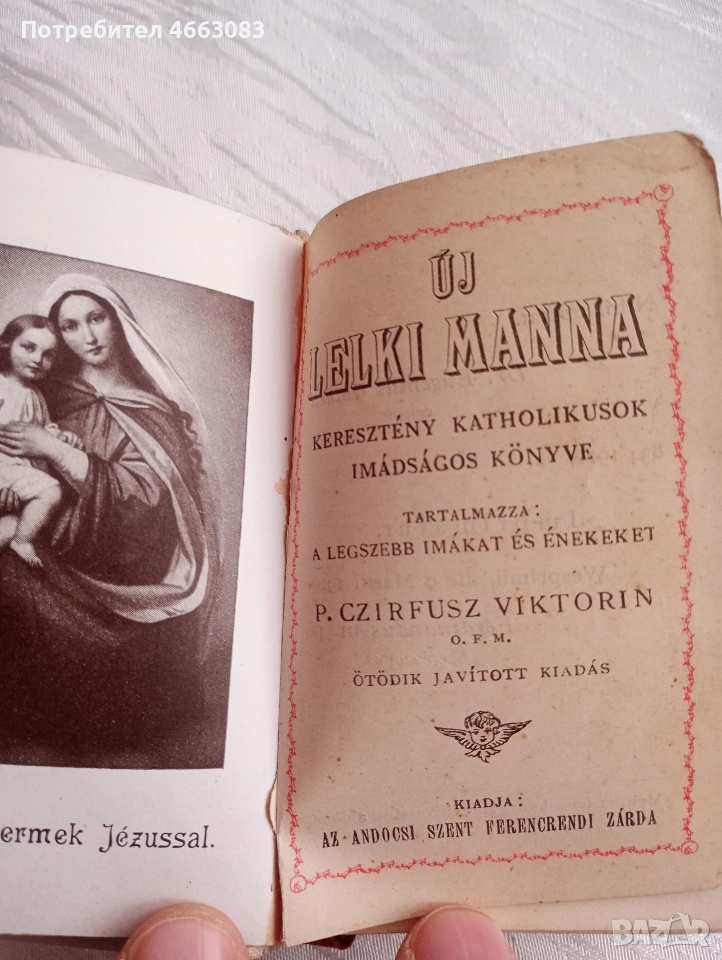 Потребител 4663083
ÚJ
LELKI MANNA
KERESZTÉNY KATHOLIKUSOK
IMÁDSÁGOS KÖNYVE
TARTALMAZZA:
A LEGSZEBB IMÁKAT ÉS ÉNEKEKET
P. CZIRFUSZ VIKTORIN
O. F. M.
ÖTÖDIK JAVÍTOTT KIADÁS
KIADJA:
AZ ANDOCSI SZENT FERENCRENDI ZÁRDA
ermek Jézussal.
BAZAR